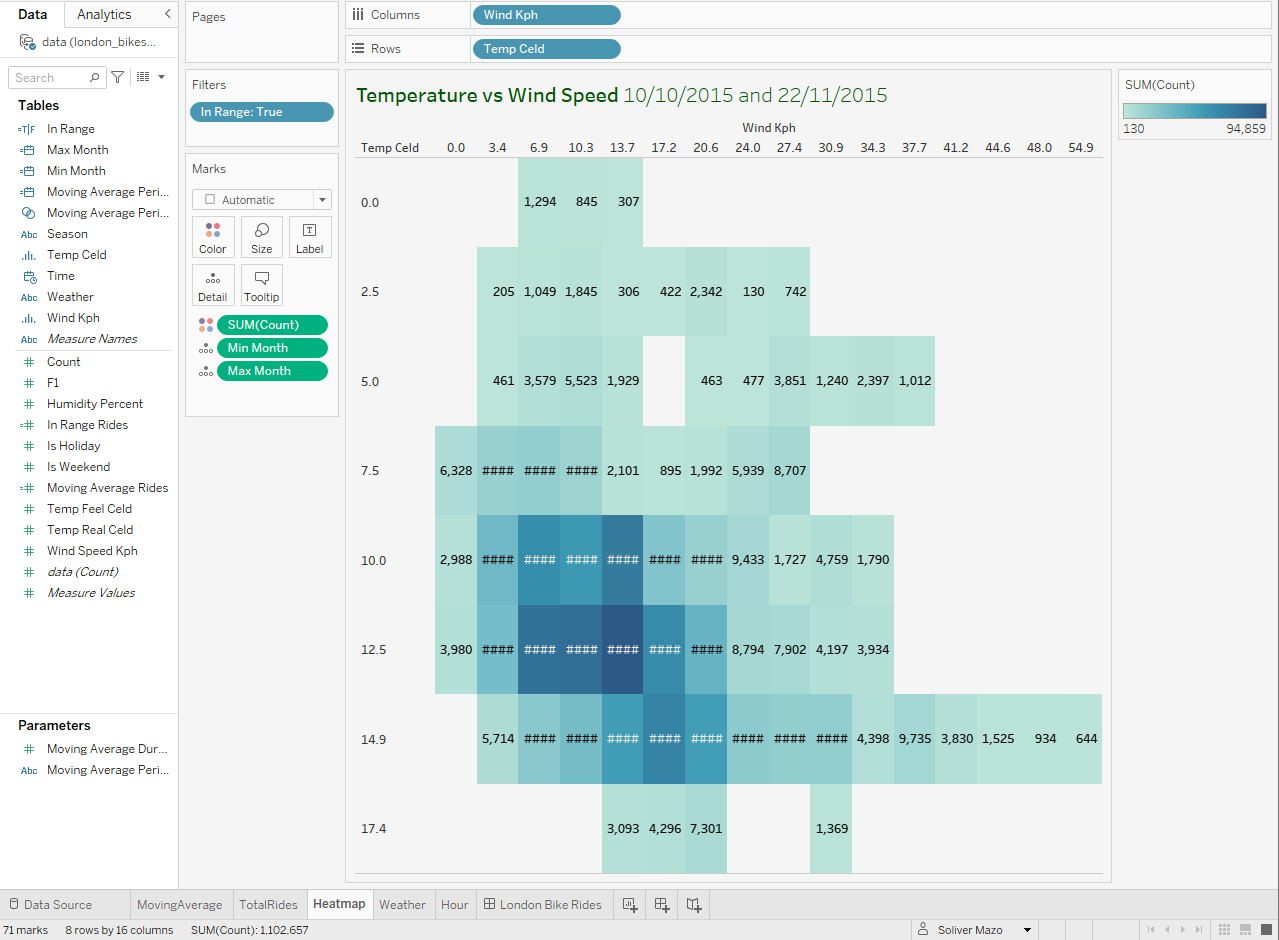 Data Analytics
data (london_bikes...
Search
Tables
In Range
Max Month
Min Month
Moving Average Peri...
Moving Average Peri...
Abc Season
Temp Celd
Time
Abc Weather
Wind Kph
Abc Measure Names
Count
F1
Humidity Percent
In Range Rides
Is Holiday
Is Weekend
Moving Average Rides
Temp Feel Celd
Temp Real Celd
Wind Speed Kph
data (Count)
Measure Values
Parameters
Moving Average Dur...
Abc Moving Average Peri...
Pages
Filters
In Range: True
Marks
Automatic
Color Size Label
Detail Tooltip
SUM(Count)
Min Month
Max Month
Columns Wind Kph
Rows Temp Celd
Temperature vs Wind Speed 10/10/2015 and 22/11/2015
Wind Kph
Temp Celd 0.0 3.4 6.9 10.3 13.7 17.2 20.6 24.0 27.4 30.9 34.3 37.7 41.2 44.6 48.0 54.9
0.0 1,294 845 307
2.5 205 1,049 1,845 306 422 2,342 130 742
5.0 461 3,579 5,523 1,929 463 477 3,851 1,240 2,397 1,012
7.5 6,328 #### #### #### 2,101 895 1,992 5,939 8,707
10.0 2,988 #### #### #### #### #### #### 9,433 1,727 4,759 1,790
12.5 3,980 #### #### #### #### #### #### 8,794 7,902 4,197 3,934
14.9 5,714 #### #### #### #### #### #### #### #### 4,398 9,735 3,830 1,525 934 644
17.4 3,093 4,296 7,301 1,369
SUM(Count)
130 94,859
Data Source MovingAverage TotalRides Heatmap Weather Hour London Bike Rides
71 marks 8 rows by 16 columns SUM(Count): 1,102,657 Soliver Mazo